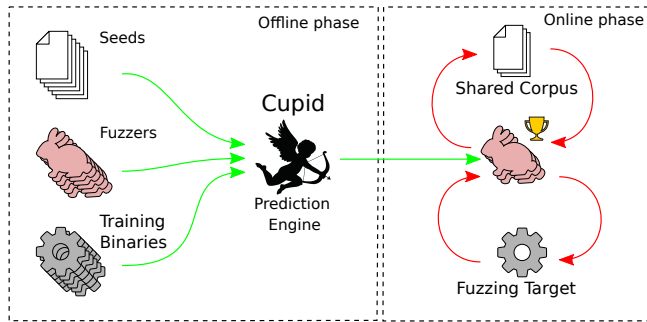 Offline phase
Online phase
Seeds
Shared Corpus
Cupid
Fuzzers
Prediction
Engine
Training
Binaries
Fuzzing Target